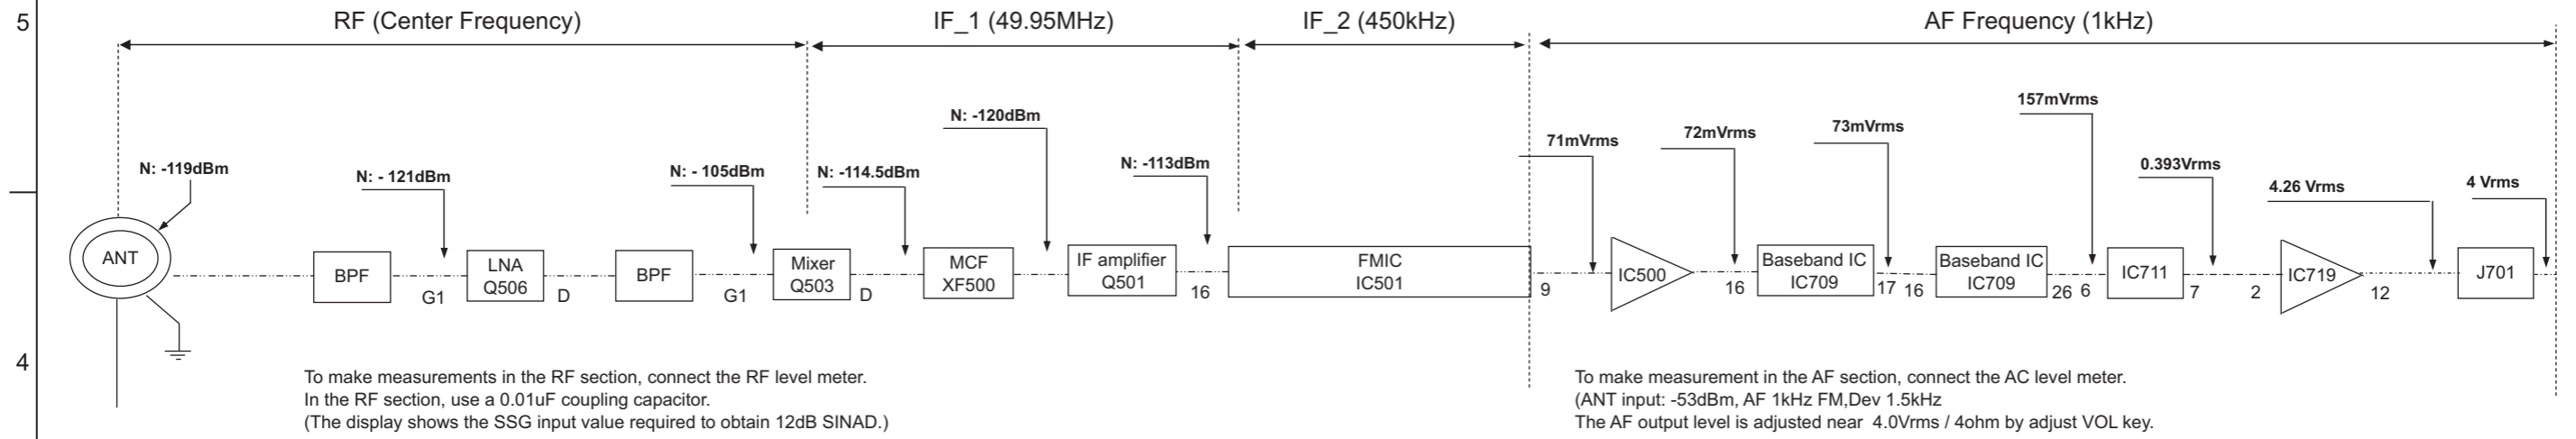 5
RF (Center Frequency)
IF_1 (49.95MHz)
IF_2 (450kHz)
AF Frequency (1kHz)
N: -119dBm
N: - 121dBm
N: - 105dBm
N: -114.5dBm
N: -120dBm
N: -113dBm
71mVrms
72mVrms
73mVrms
157mVrms
0.393Vrms
4.26 Vrms
4 Vrms
ANT
BPF
G1
LNA
Q506
D
BPF
G1
Mixer
Q503
D
MCF
XF500
IF amplifier
Q501
16
FMIC
IC501
9
IC500
16
Baseband IC
IC709
17
16
Baseband IC
IC709
26
6
IC711
7
2
IC719
12
J701
4
To make measurements in the RF section, connect the RF level meter.
In the RF section, use a 0.01uF coupling capacitor.
(The display shows the SSG input value required to obtain 12dB SINAD.)
To make measurement in the AF section, connect the AC level meter.
(ANT input: -53dBm, AF 1kHz FM,Dev 1.5kHz
The AF output level is adjusted near 4.0Vrms / 4ohm by adjust VOL key.